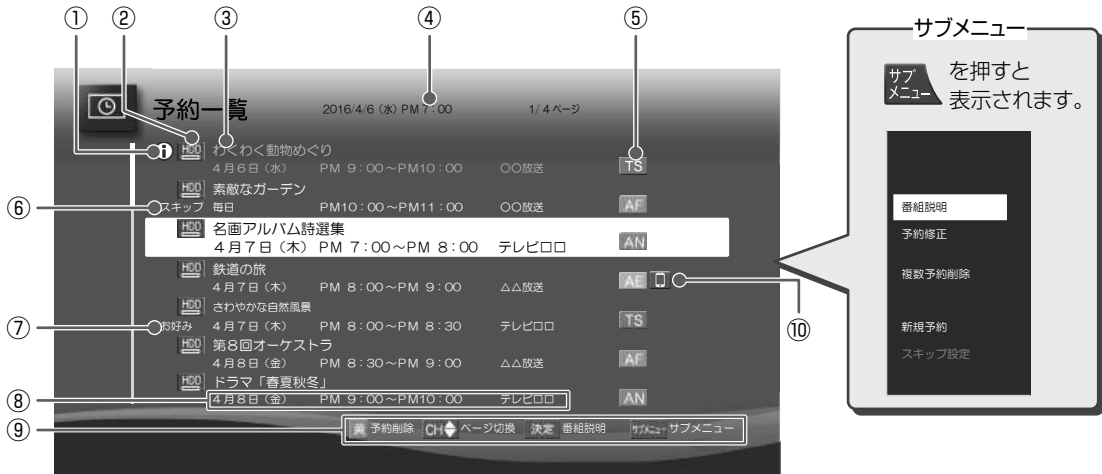 ① ② ③ ④ ⑤
サブメニュー
サブメニュー を押すと
表示されます。
予約一覧 2016/4/6 (水) PM 7:00 1/4ページ
HDD わくわく動物めぐり
4月6日(水) PM 9:00~PM10:00 ○○放送 TS
HDD 素敵なガーデン
⑥ スキップ 毎日 PM10:00~PM11:00 ○○放送 AF
HDD 名画アルバム詩選集
4月7日(木) PM 7:00~PM 8:00 テレビ□□ AN
HDD 鉄道の旅
4月7日(木) PM 8:00~PM 9:00 △△放送 AE
⑩
HDD さわやかな自然風景
⑦ お好み 4月7日(木) PM 8:00~PM 8:30 テレビ□□ TS
HDD 第8回オーケストラ
4月8日(金) PM 8:30~PM 9:00 △△放送 AF
HDD ドラマ「春夏秋冬」
⑧ 4月8日(金) PM 9:00~PM10:00 テレビ□□ AN
⑨ 黄 予約削除 CH ページ切換 決定 番組説明 サブメニュー サブメニュー
番組説明
予約修正
複数予約削除
新規予約
スキップ設定